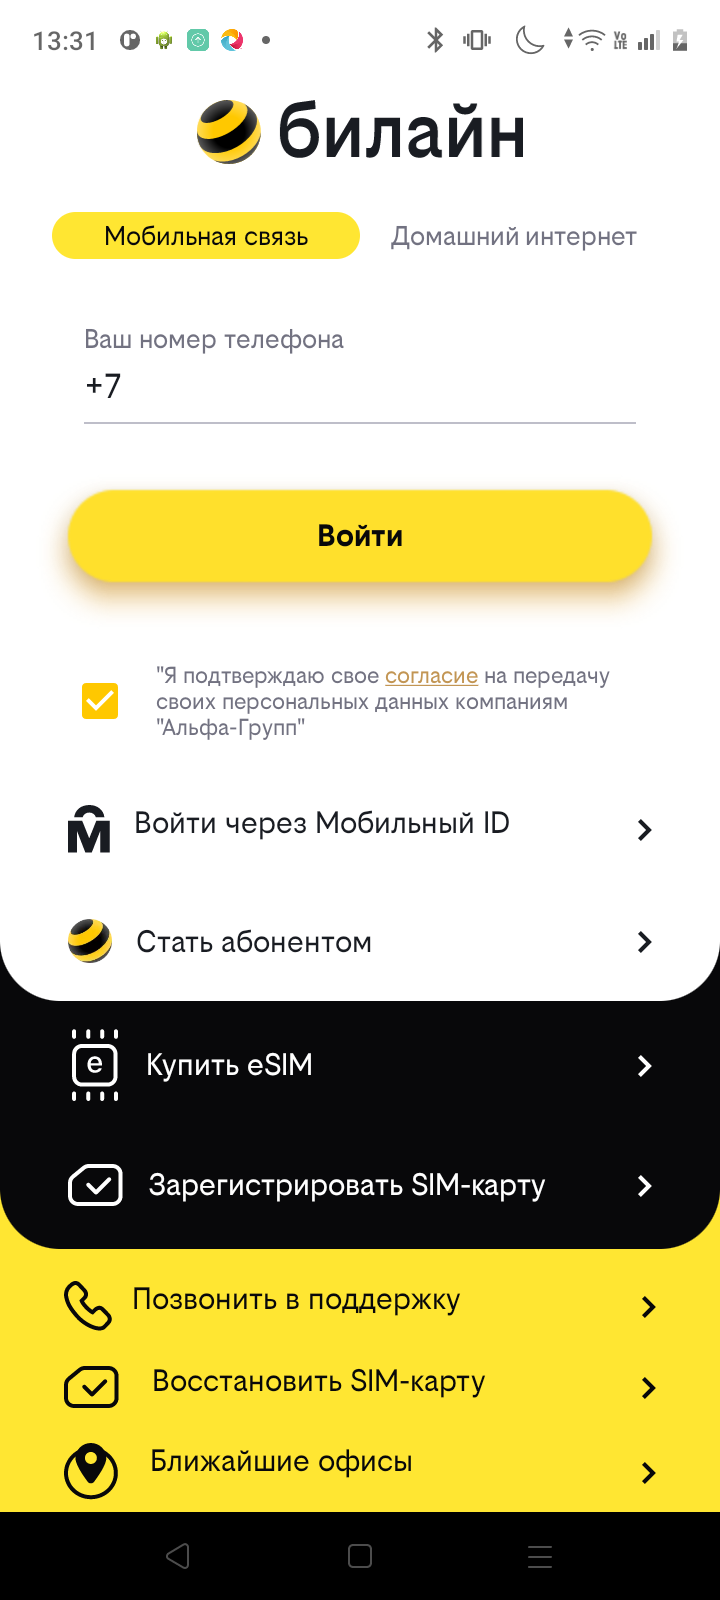 13:31
Vo
LTE
билайн
Мобильная связь
Домашний интернет
Ваш номер телефона
+7
Войти
"Я подтверждаю свое согласие на передачу
своих персональных данных компаниям
"Альфа-Групп"
Войти через Мобильный ID
Стать абонентом
e
Купить eSIM
Зарегистрировать SIM-карту
Позвонить в поддержку
Восстановить SIM-карту
Ближайшие офисы